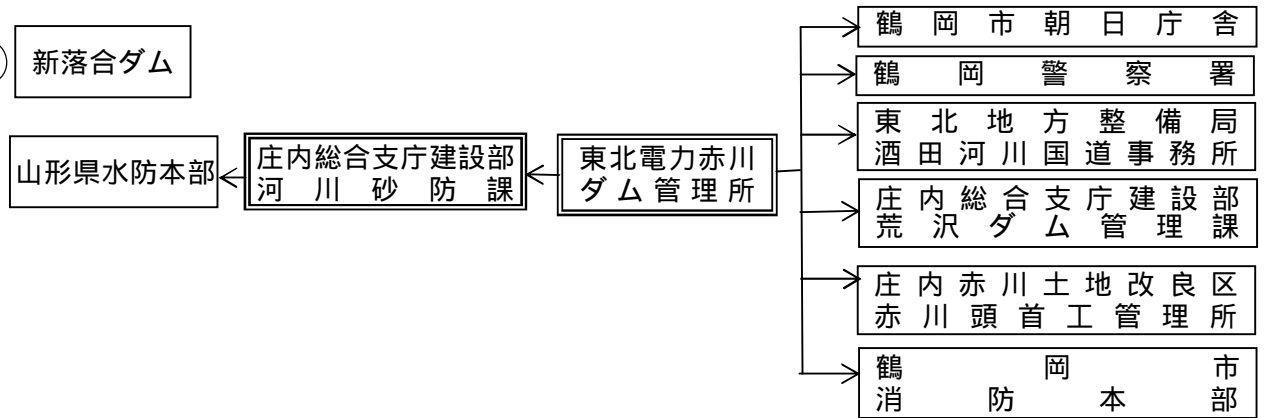 新落合ダム
山形県水防本部
庄内総合支庁建設部
河川砂防課
東北電力赤川
ダム管理所
鶴岡市朝日庁舎
鶴岡警察署
東北地方整備局
酒田河川国道事務所
庄内総合支庁建設部
荒沢ダム管理課
庄内赤川土地改良区
赤川頭首工管理所
鶴岡市
消防本部